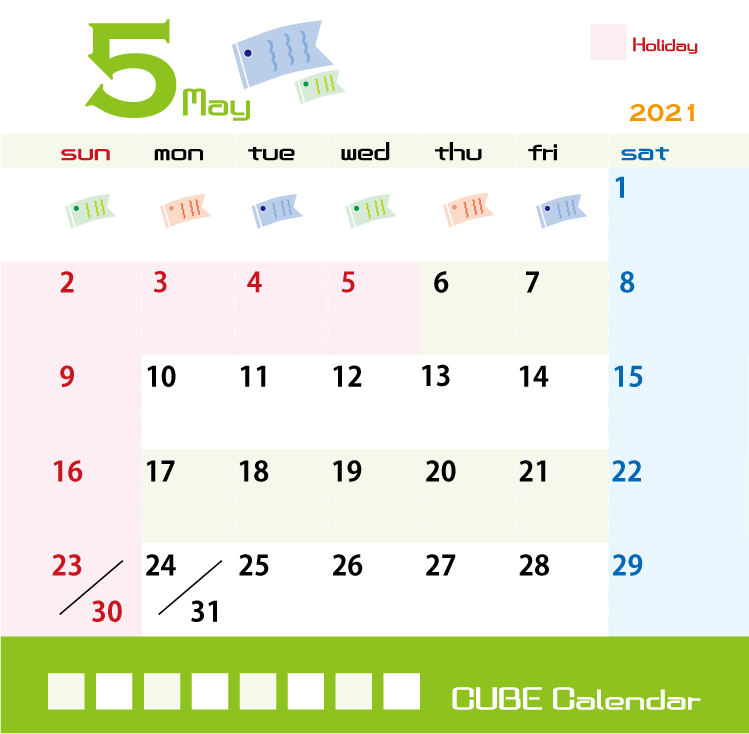 5 May
Holiday
2021
sun mon tue wed thu fri sat
1
2 3 4 5 6 7 8
9 10 11 12 13 14 15
16 17 18 19 20 21 22
23 24 25 26 27 28 29
30 31
CUBE Calendar